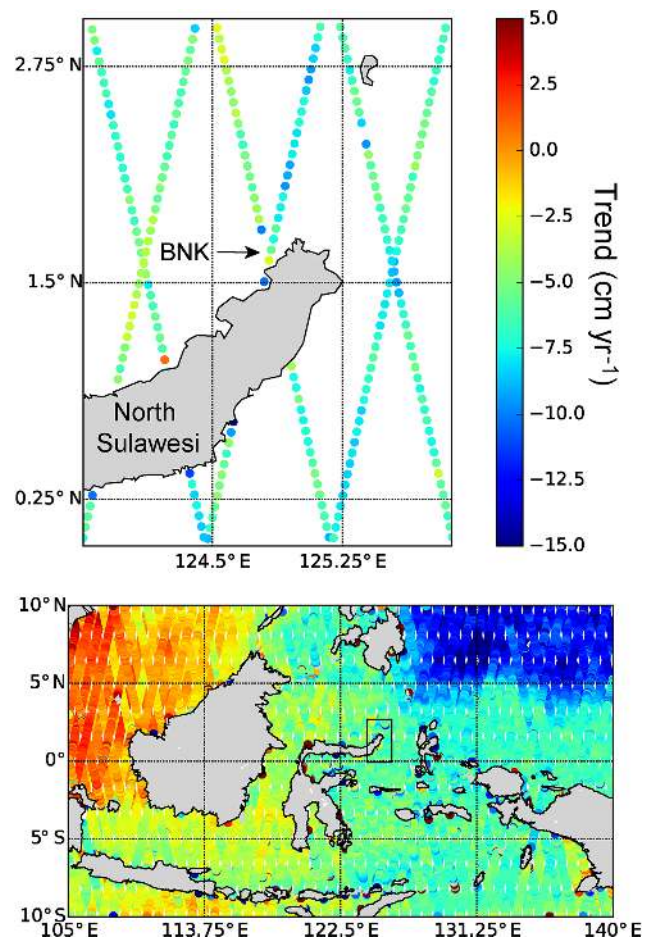 2.75° N
BNK
1.5° N
North
Sulawesi
0.25° N
124.5° E
125.25° E
5.0
2.5
0.0
−2.5
−5.0
−7.5
−10.0
−12.5
−15.0
Trend (cm yr⁻¹)
10° N
5° N
0°
5° S
10° S
105° E
113.75° E
122.5° E
131.25° E
140° E